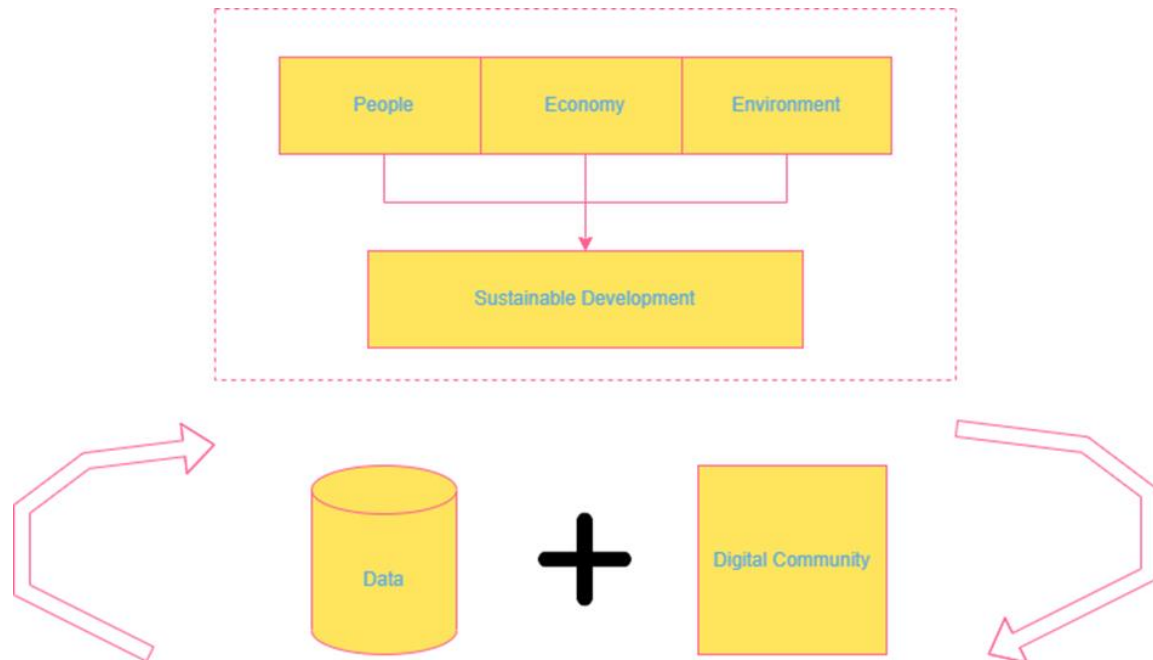 People
Economy
Environment
Sustainable Development
Data
Digital Community